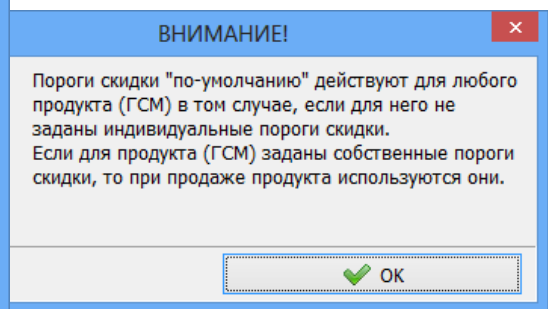 ВНИМАНИЕ!
Пороги скидки "по-умолчанию" действуют для любого
продукта (ГСМ) в том случае, если для него не
заданы индивидуальные пороги скидки.
Если для продукта (ГСМ) заданы собственные пороги
скидки, то при продаже продукта используются они.
OK